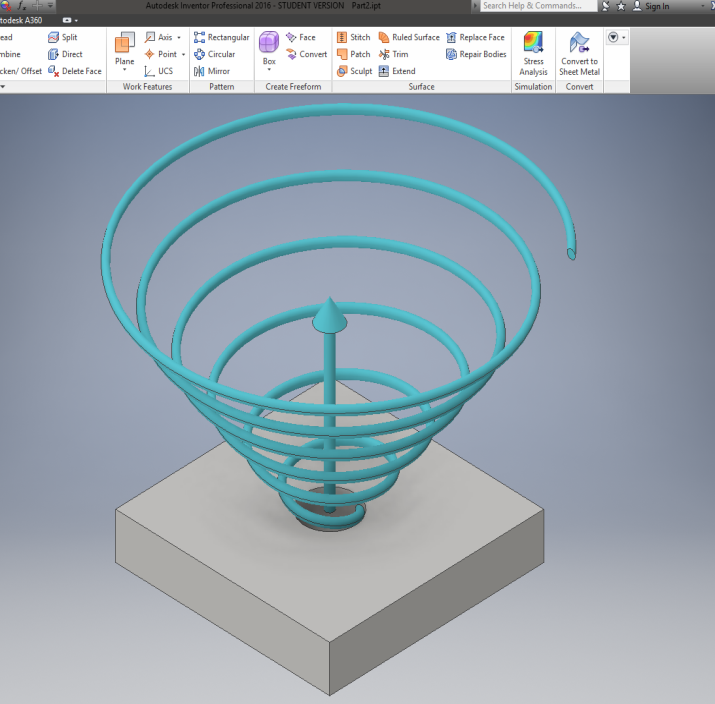 Autodesk Inventor Professional 2016 - STUDENT VERSION Part2.ipt Search Help & Commands... Sign In
todesk A360
ead Split Axis Rectangular Face Stitch Ruled Surface Replace Face
mbine Direct Plane Point Circular Box Convert Patch Trim Repair Bodies Stress Analysis Convert to Sheet Metal
cken/ Offset Delete Face UCS Mirror Sculpt Extend
Work Features Pattern Create Freeform Surface Simulation Convert